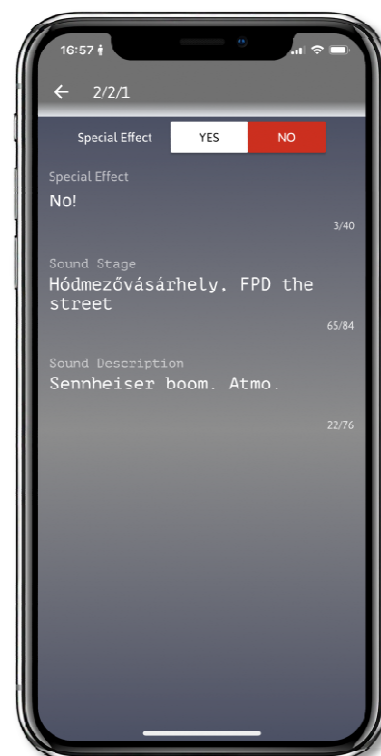 16:57
2/2/1
Special Effect YES NO
Special Effect
No!
3/40
Sound Stage
Hódmezővásárhely. FPD the
street
65/84
Sound Description
Sennheiser boom. Atmo.
22/76